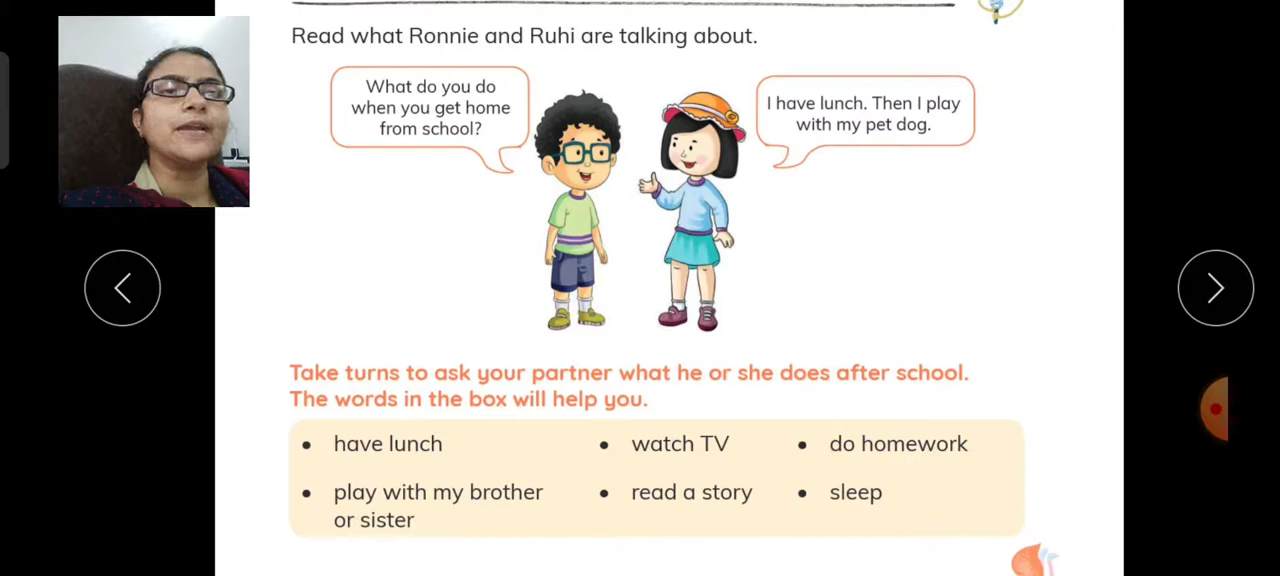 Read what Ronnie and Ruhi are talking about.
What do you do
when you get home
from school?
I have lunch. Then I play
with my pet dog.
Take turns to ask your partner what he or she does after school.
The words in the box will help you.
• have lunch
• watch TV
• do homework
• play with my brother
or sister
• read a story
• sleep